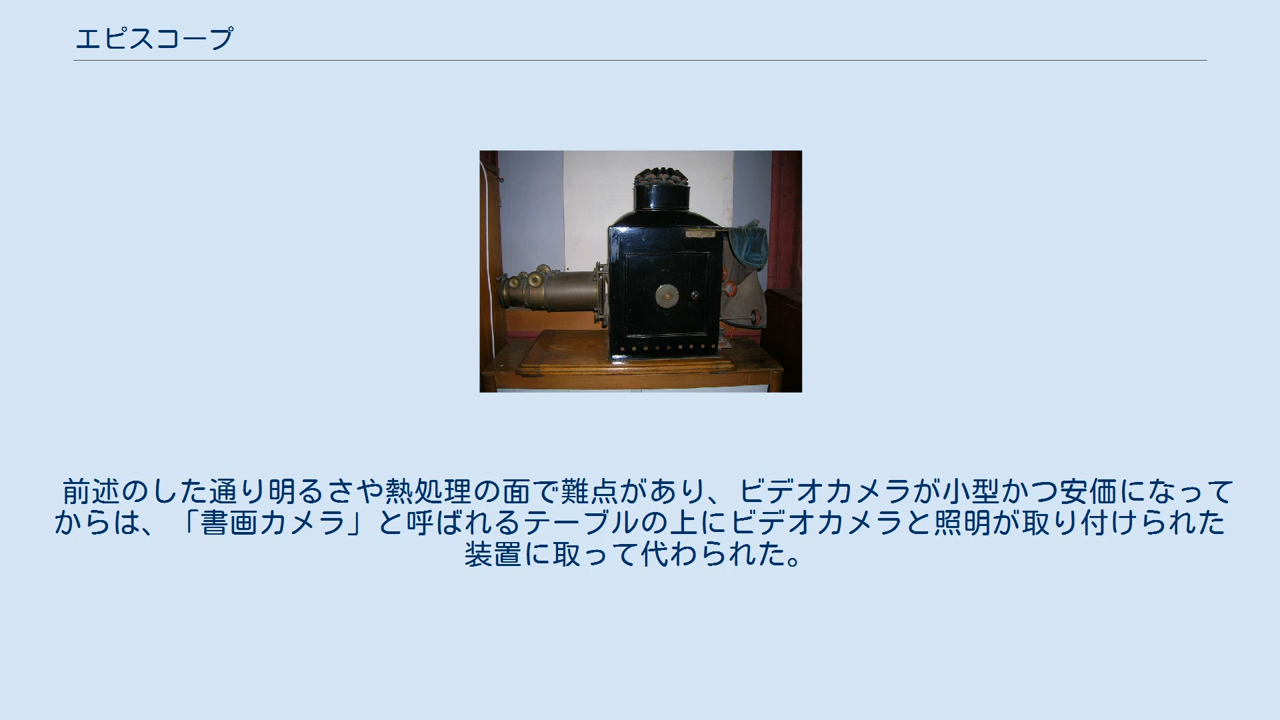 エピスコープ
前述のした通り明るさや熱処理の面で難点があり、ビデオカメラが小型かつ安価になって
からは、「書画カメラ」と呼ばれるテーブルの上にビデオカメラと照明が取り付けられた
装置に取って代わられた。